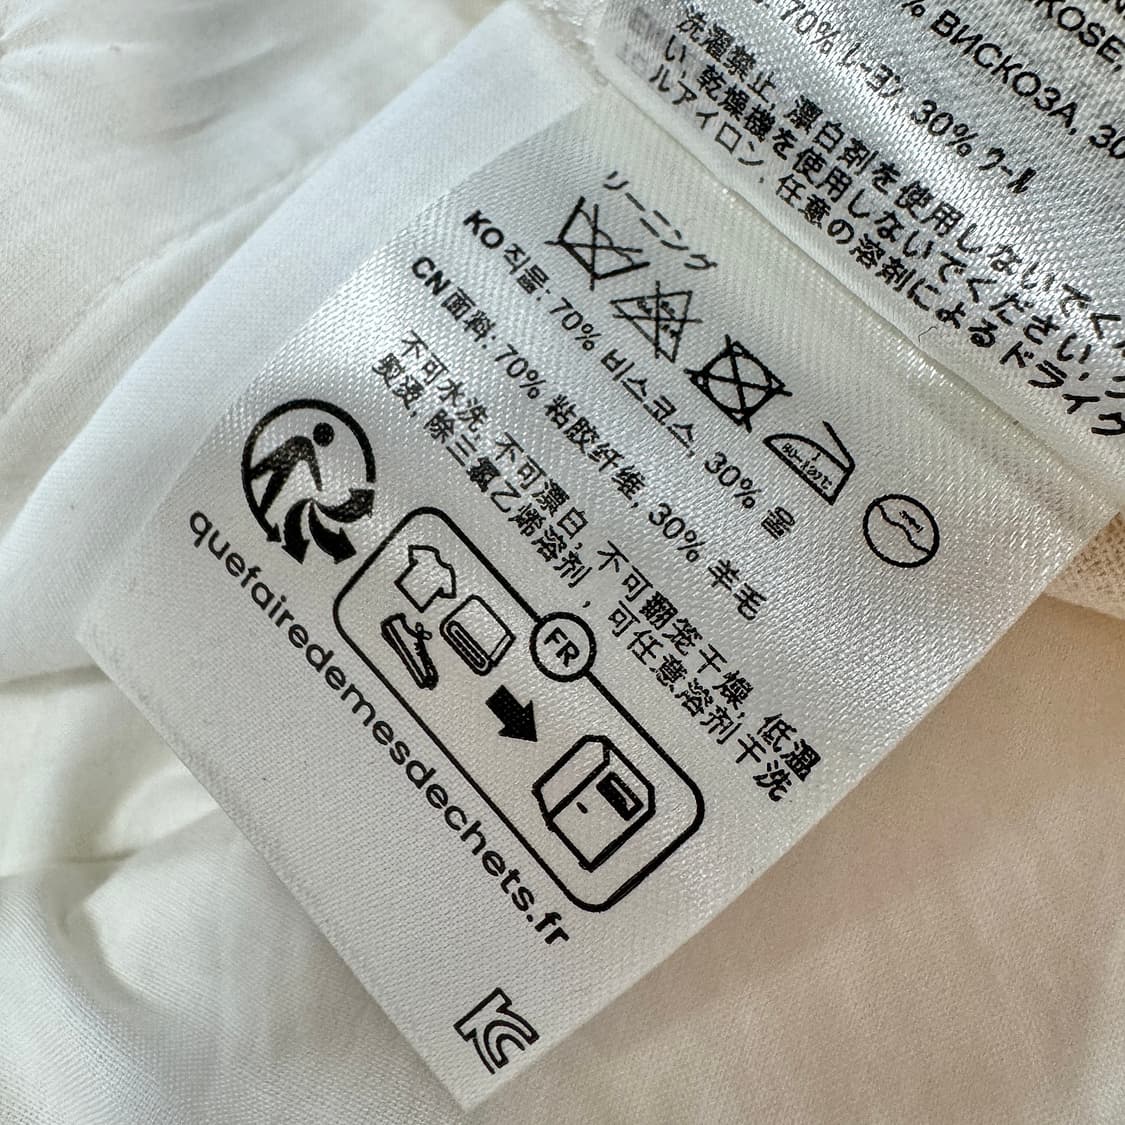 KOSE,
% ВИСКОЗА, 30
70% レーヨン, 30% ウール
洗濯禁止, 漂白剤を使用しないでく
い, 乾燥機を使用しないでください,
ルアイロン, 任意の溶剤によるドライク
リーニング
KO 직물: 70% 비스코스, 30% 울
CN 面料: 70% 粘胶纤维, 30% 羊毛
不可水洗, 不可漂白, 不可翻笼干燥, 低温
熨烫, 除三氯乙烯溶剂, 可任意溶剂干洗
FR
quefairedemesdechets.fr